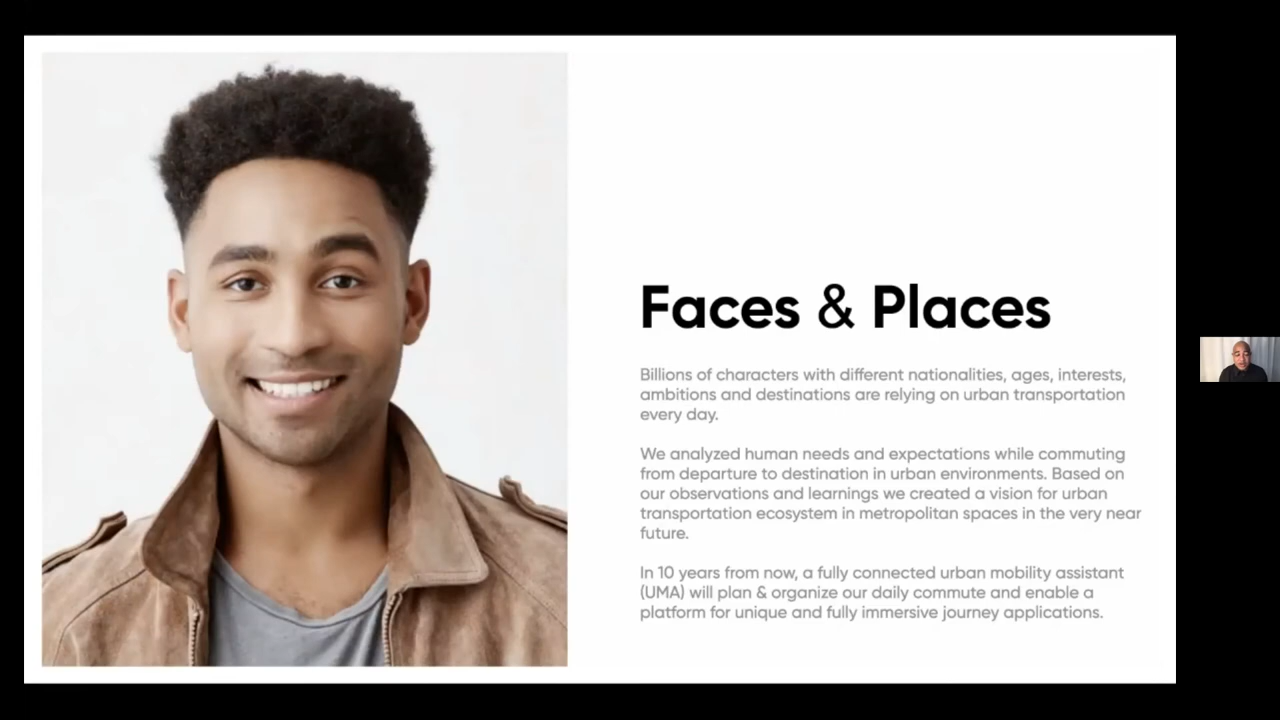 Faces & Places
Billions of characters with different nationalities, ages, interests,
ambitions and destinations are relying on urban transportation
every day.
We analyzed human needs and expectations while commuting
from departure to destination in urban environments. Based on
our observations and learnings we created a vision for urban
transportation ecosystem in metropolitan spaces in the very near
future.
In 10 years from now, a fully connected urban mobility assistant
(UMA) will plan & organize our daily commute and enable a
platform for unique and fully immersive journey applications.